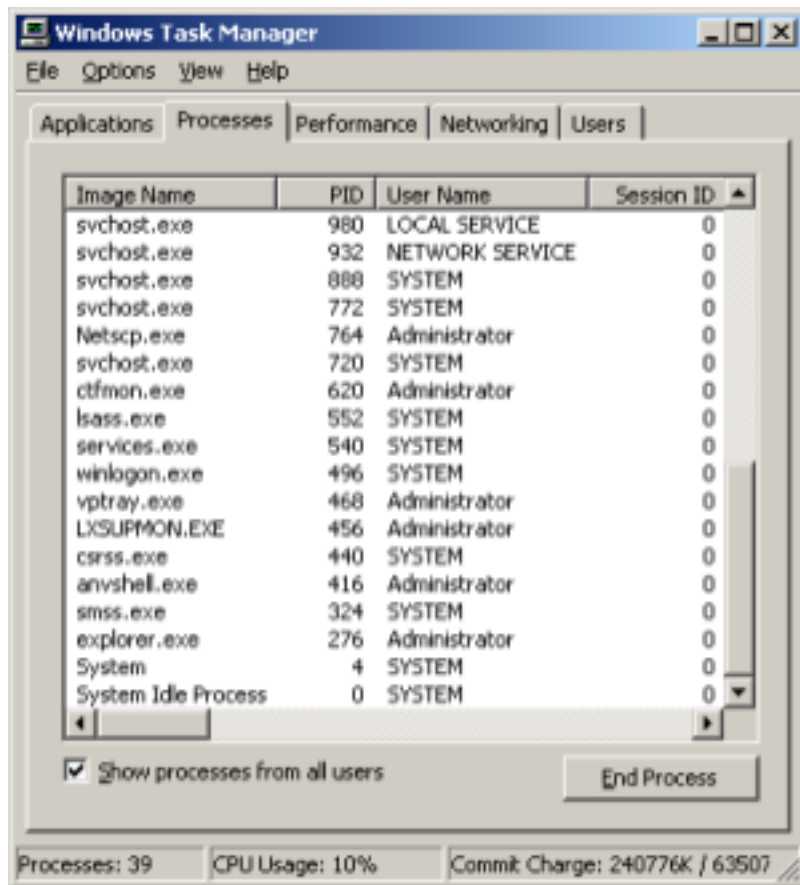 Windows Task Manager
File Options View Help
Applications Processes Performance Networking Users
Image Name PID User Name Session ID
svchost.exe 980 LOCAL SERVICE 0
svchost.exe 932 NETWORK SERVICE 0
svchost.exe 888 SYSTEM 0
svchost.exe 772 SYSTEM 0
Netscp.exe 764 Administrator 0
svchost.exe 720 SYSTEM 0
ctfmon.exe 620 Administrator 0
lsass.exe 552 SYSTEM 0
services.exe 540 SYSTEM 0
winlogon.exe 496 SYSTEM 0
vptray.exe 468 Administrator 0
LXSUPMON.EXE 456 Administrator 0
csrss.exe 440 SYSTEM 0
anvshell.exe 416 Administrator 0
smss.exe 324 SYSTEM 0
explorer.exe 276 Administrator 0
System 4 SYSTEM 0
System Idle Process 0 SYSTEM 0
Show processes from all users
End Process
Processes: 39 CPU Usage: 10% Commit Charge: 240776K / 63507